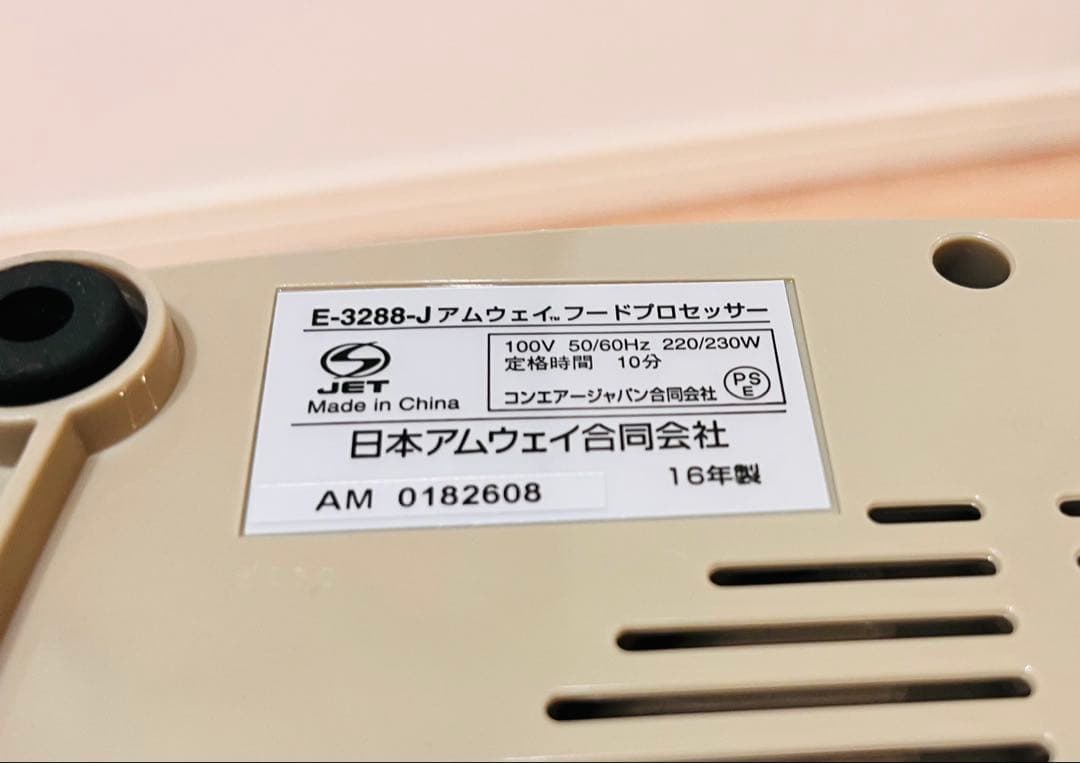 E-3288-J アムウェイ™フードプロセッサー
JET
Made in China
100V 50/60Hz 220/230W
定格時間 10分
コンエアージャパン合同会社
PS
E
日本アムウェイ合同会社
16年製
AM 0182608